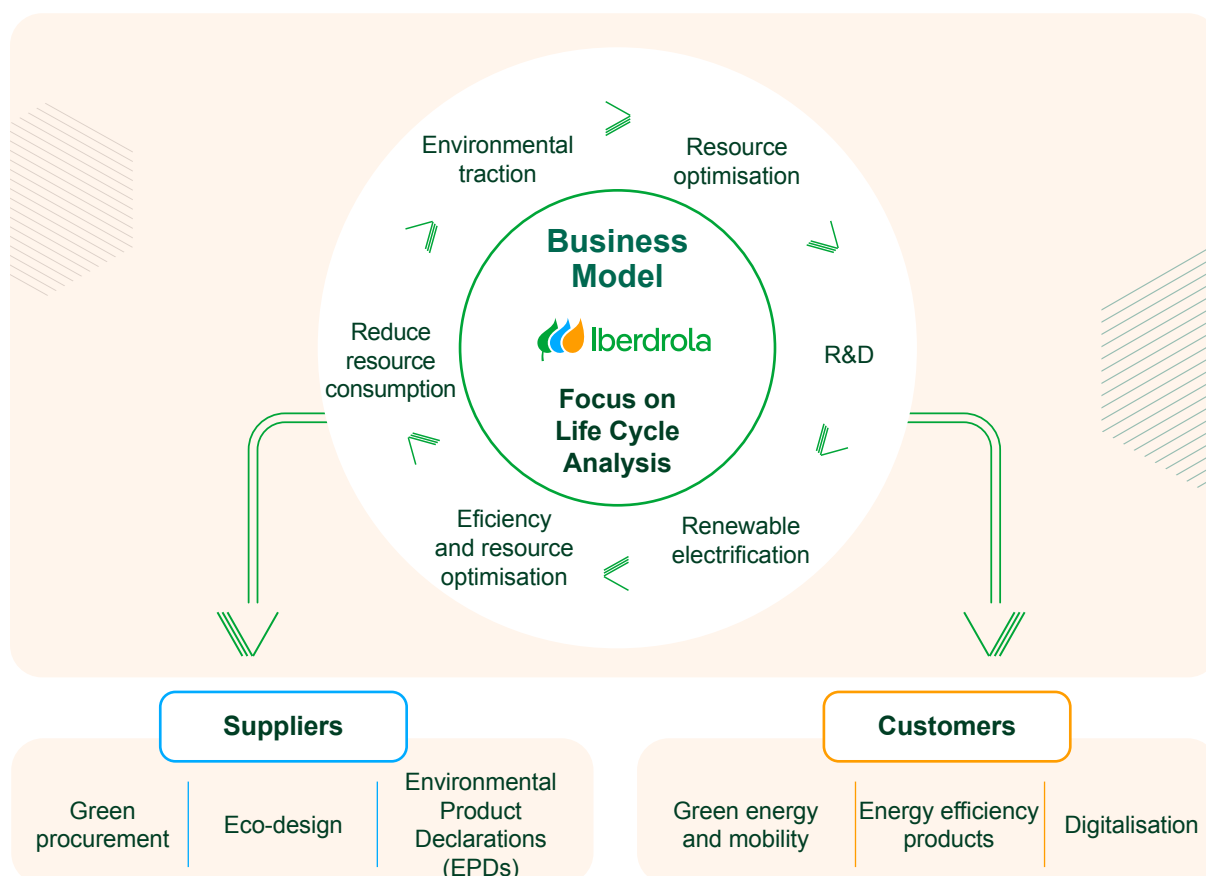 Environmental
traction
Resource
optimisation
Business
Model
Iberdrola
Focus on
Life Cycle
Analysis
Reduce
resource
consumption
R&D
Eficiency
and resource
optimisation
Renewable
electrification
Suppliers
Customers
Green
procurement
Eco-design
Environmental
Product
Declarations
(EPDs)
Green energy
and mobility
Energy efficiency
products
Digitalisation